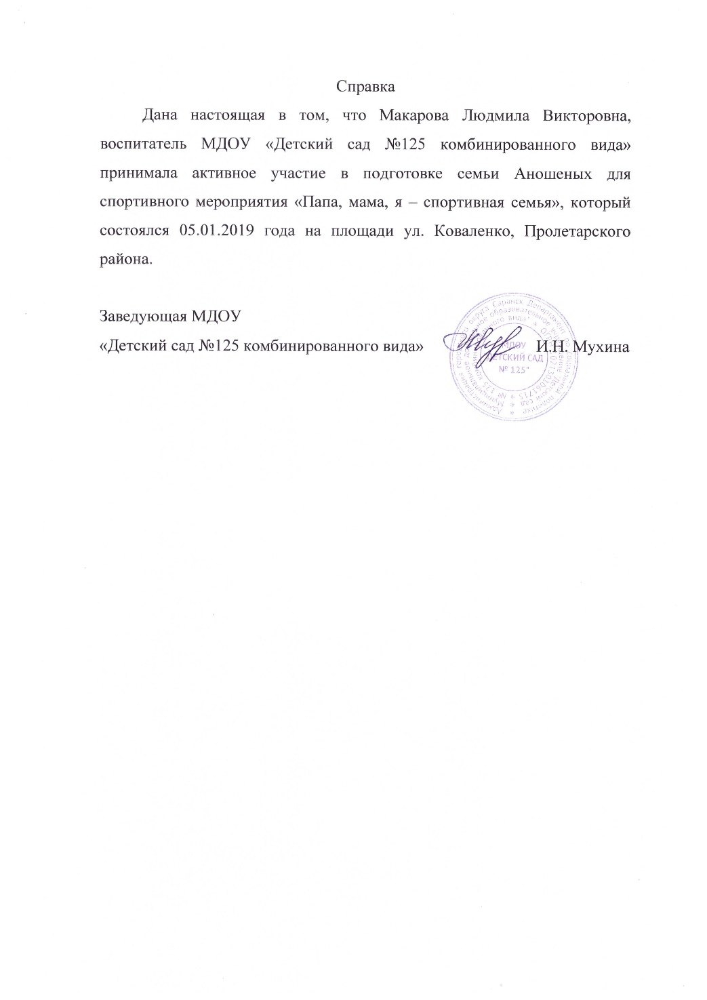 Справка
Дана настоящая в том, что Макарова Людмила Викторовна,
воспитатель МДОУ «Детский сад №125 комбинированного вида»
принимала активное участие в подготовке семьи Аношеных для
спортивного мероприятия «Папа, мама, я – спортивная семья», который
состоялся 05.01.2019 года на площади ул. Коваленко, Пролетарского
района.
Заведующая МДОУ
«Детский сад №125 комбинированного вида»
И.Н. Мухина
МДОУ
ДЕТСКИЙ САД
№ 125"